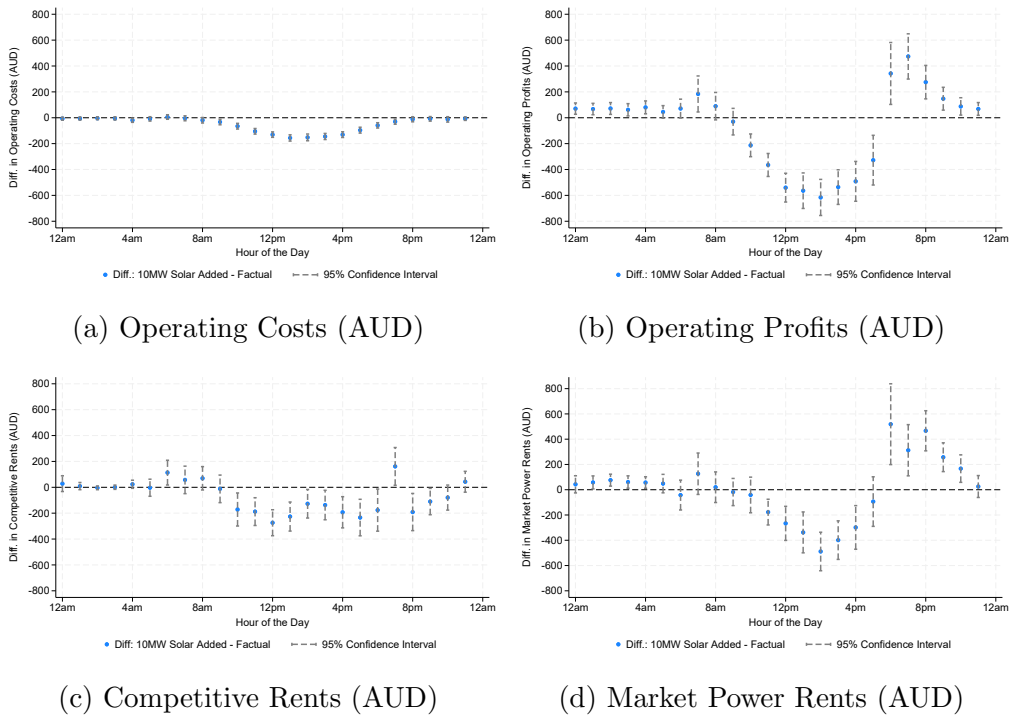 Diff. in Operating Costs (AUD)
800
600
400
200
0
-200
-400
-600
-800
12am 4am 8am 12pm 4pm 8pm 12am
Hour of the Day
Diff.: 10MW Solar Added - Factual 95% Confidence Interval
(a) Operating Costs (AUD)
Diff. in Operating Profits (AUD)
800
600
400
200
0
-200
-400
-600
-800
12am 4am 8am 12pm 4pm 8pm 12am
Hour of the Day
Diff.: 10MW Solar Added - Factual 95% Confidence Interval
(b) Operating Profits (AUD)
Diff. in Competitive Rents (AUD)
800
600
400
200
0
-200
-400
-600
-800
12am 4am 8am 12pm 4pm 8pm 12am
Hour of the Day
Diff: 10MW Solar Added - Factual 95% Confidence Interval
(c) Competitive Rents (AUD)
Diff. in Market Power Rents (AUD)
800
600
400
200
0
-200
-400
-600
-800
12am 4am 8am 12pm 4pm 8pm 12am
Hour of the Day
Diff.: 10MW Solar Added - Factual 95% Confidence Interval
(d) Market Power Rents (AUD)